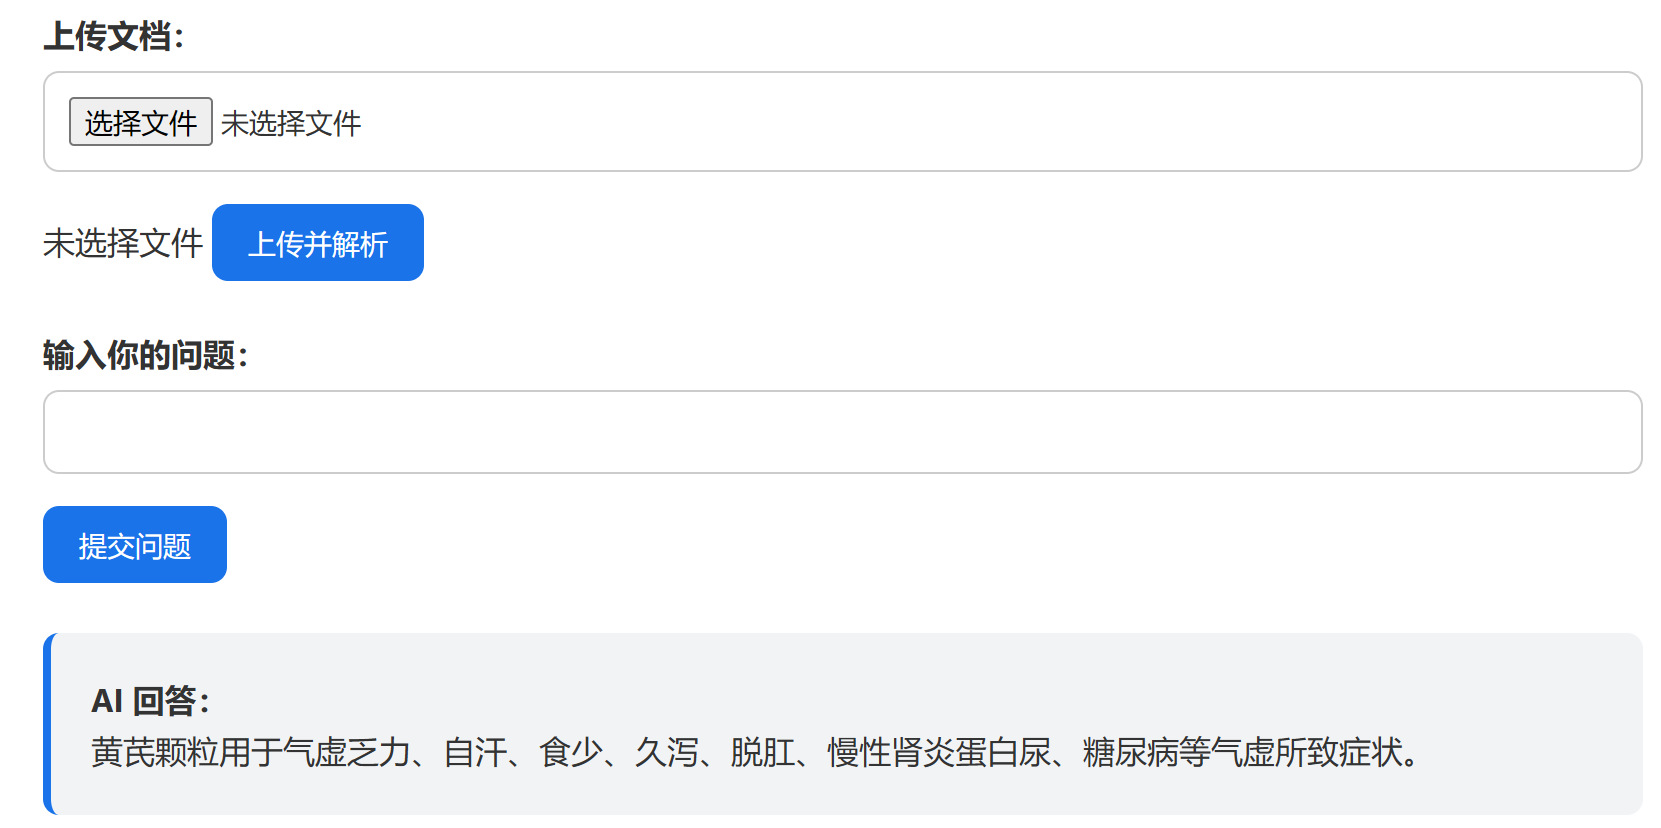 上传文档：
选择文件 未选择文件
未选择文件 上传并解析
输入你的问题：
提交问题
AI 回答：
黄芪颗粒用于气虚乏力、自汗、食少、久泻、脱肛、慢性肾炎蛋白尿、糖尿病等气虚所致症状。